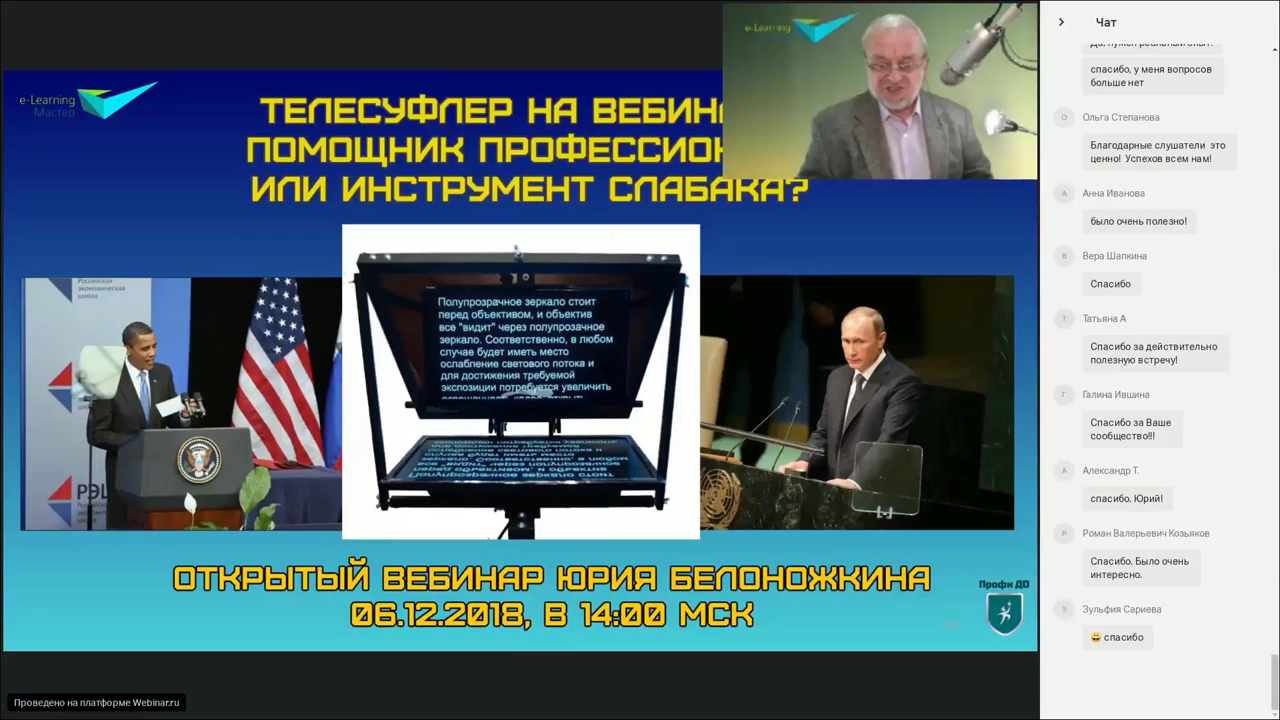 e-Learning
e-Learning
Мастер
ТЕЛЕСУФЛЕР НА
ПОМОЩНИК
ИЛИ ИНСТРУМЕНТ СЛАБАКА?
Российская
экономическая
школа
РЭШ
Полупрозрачное зеркало стоит
перед объективом, и объектив
все "видит" через полупрозрачное
зеркало. Соответственно, в любом
случае будет иметь место
ослабление светового потока и
для достижения требуемой
экспозиции потребуется увеличить
ОТКРЫТЫЙ ВЕБИНАР ЮРИЯ БЕЛОНОЖКИНА
06.12.2018, В 14:00 МСК
Профи ДО
Проведено на платформе Webinar.ru
Чат
спасибо, у меня вопросов
больше нет
О
Ольга Степанова
Благодарные слушатели это
ценно! Успехов всем нам!
А
Анна Иванова
было очень полезно!
В
Вера Шапкина
Спасибо
Т
Татьяна А
Спасибо за действительно
полезную встречу!
Г
Галина Ившина
Спасибо за Ваше
сообщество!!!
А
Александр Т.
спасибо, Юрий!
Р
Роман Валерьевич Козьяков
Спасибо. Было очень
интересно.
З
Зульфия Сариева
😀 спасибо